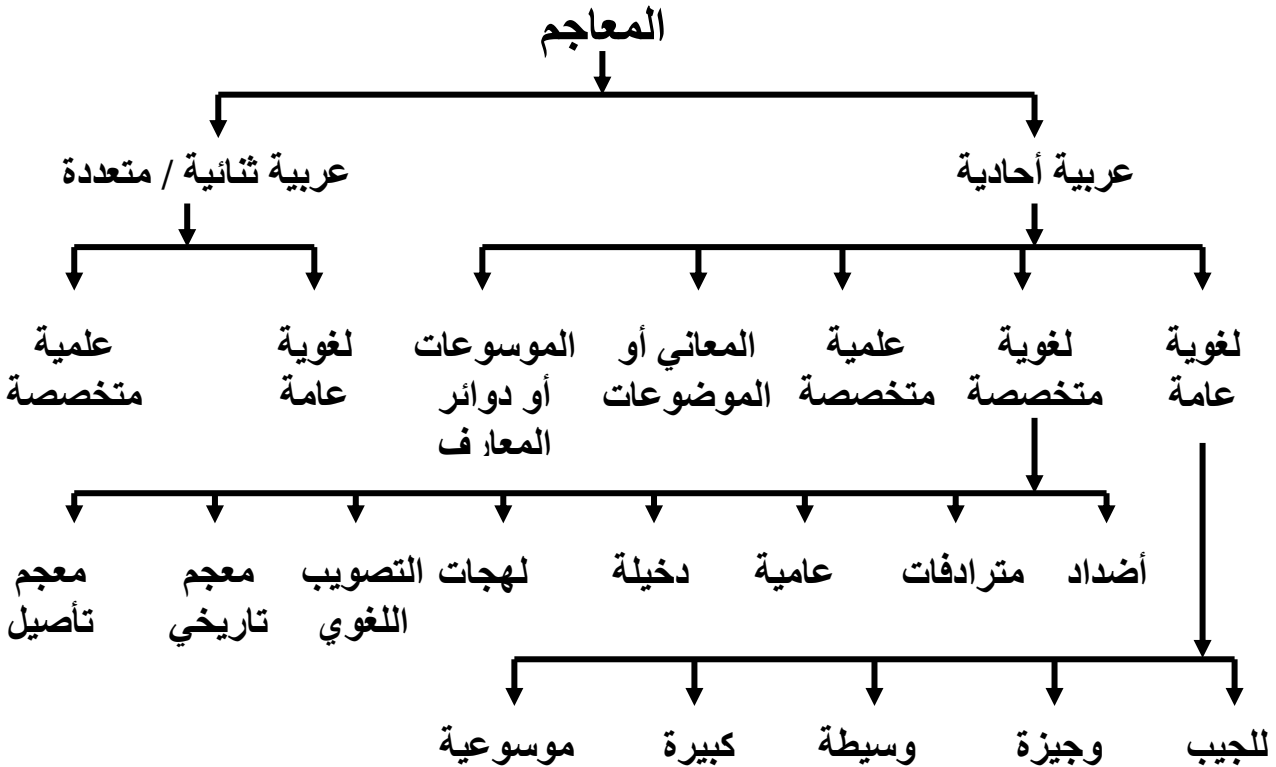 المعاجم
عربية أحادية
عربية ثنائية / متعددة
لغوية
عامة
لغوية
متخصصة
علمية
متخصصة
المعاني أو
الموضوعات
الموسوعات
أو دوائر
المعارف
لغوية
عامة
علمية
متخصصة
أضداد
مترادفات
عامية
دخيلة
لهجات
التصويب
اللغوي
معجم
تاريخي
معجم
تأصيل
للجيب
وجيزة
وسيطة
كبيرة
موسوعية